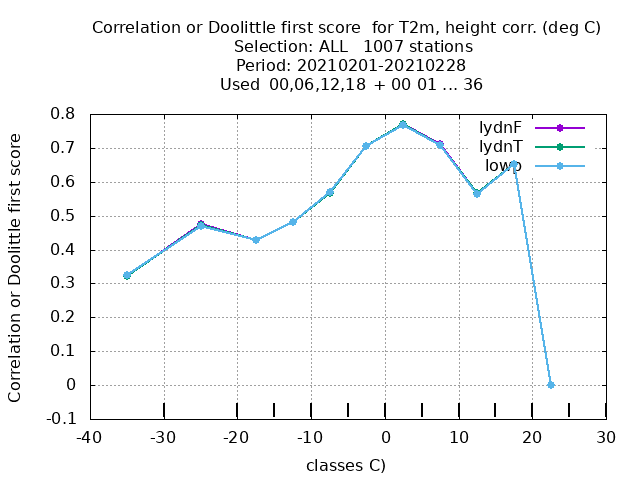 Correlation or Doolittle first score  for T2m, height corr. (deg C)
Selection: ALL   1007 stations
Period: 20210201-20210228
Used  00,06,12,18  + 00 01 ... 36
Correlation or Doolittle first score
0.8
0.7
0.6
0.5
0.4
0.3
0.2
0.1
0
-0.1
lydnF
lydnT
lowp
-40 -30 -20 -10 0 10 20 30
classes C)